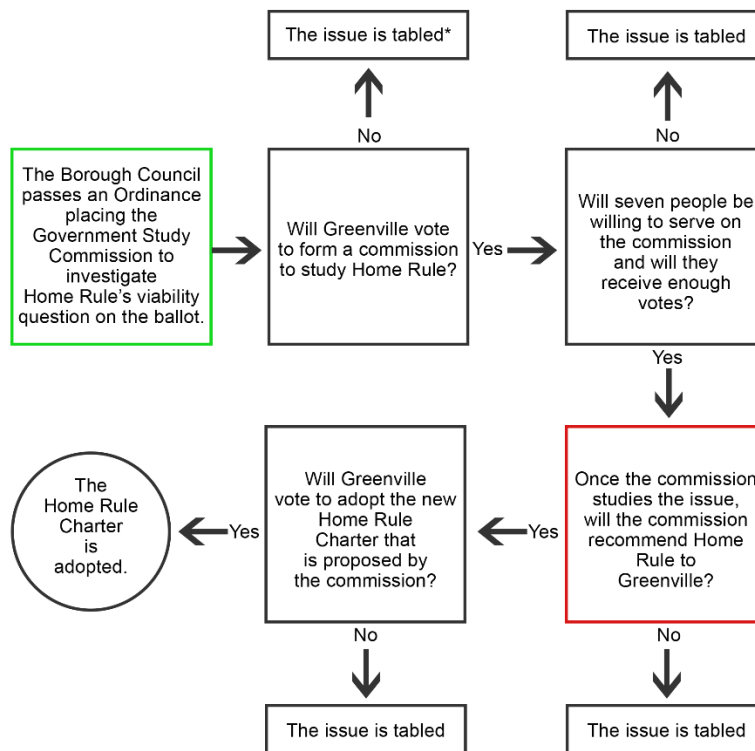 The issue is tabled*
The issue is tabled
No
No
The Borough Council
passes an Ordinance
placing the
Government Study
Commission to
investigate
Home Rule's viability
question on the ballot.
Will Greenville vote
to form a commission
to study Home Rule?
Yes
Will seven people be
willing to serve on
the commission
and will they
receive enough
votes?
Yes
Once the commission
studies the issue,
will the commission
recommend Home
Rule to
Greenville?
Yes
Will Greenville
vote to adopt the new
Home Rule
Charter that
is proposed by
the commission?
Yes
The
Home Rule
Charter
is
adopted.
No
No
The issue is tabled
The issue is tabled